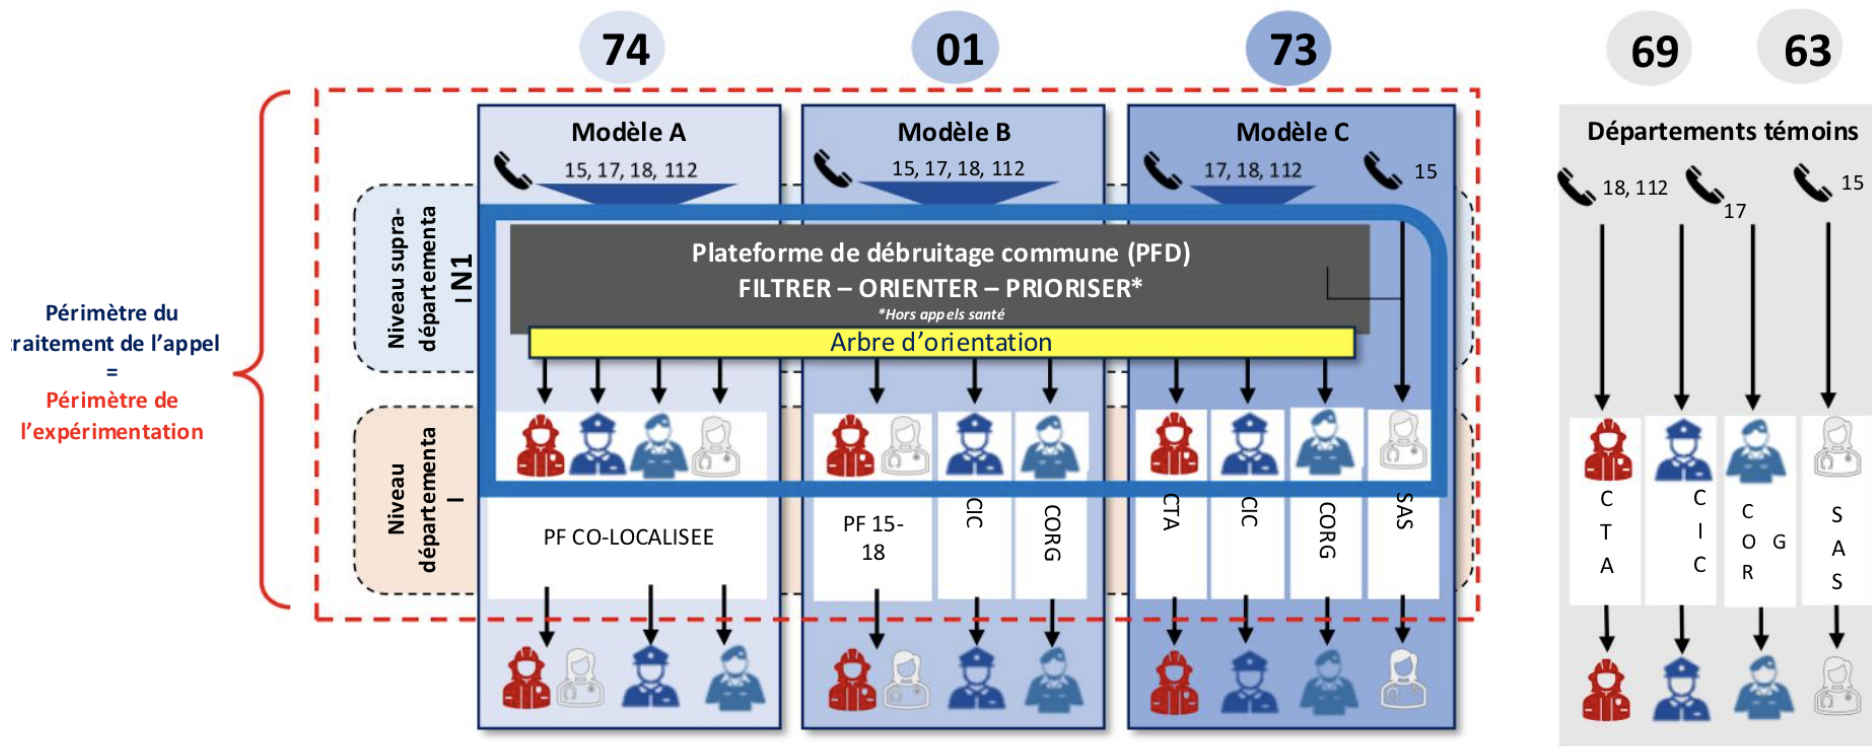 74
01
73
69
63
Modèle A
15, 17, 18, 112
Modèle B
15, 17, 18, 112
Modèle C
17, 18, 112
15
Départements témoins
18, 112
17
15
Niveau supra-
départementa
l N1
Plateforme de débruitage commune (PFD)
FILTRER – ORIENTER – PRIORISER*
*Hors appels santé
Arbre d’orientation
Périmètre du
traitement de l’appel
=
Périmètre de
l’expérimentation
Niveau
départementa
l
PF CO-LOCALISEE
PF 15-
18
CIC
CORG
CTA
CIC
CORG
SAS
C
T
A
C
I
C
C
O G
R
S
A
S